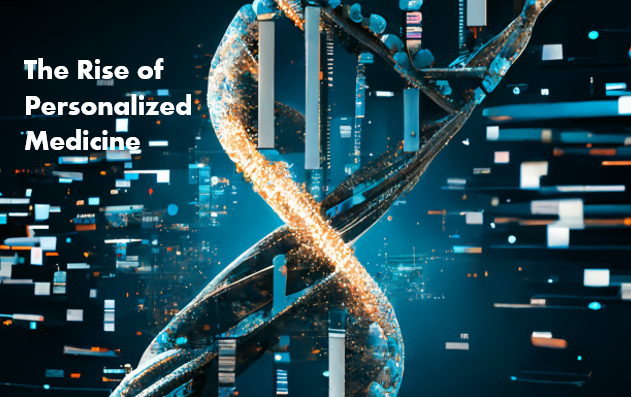 The Rise of
Personalized
Medicine